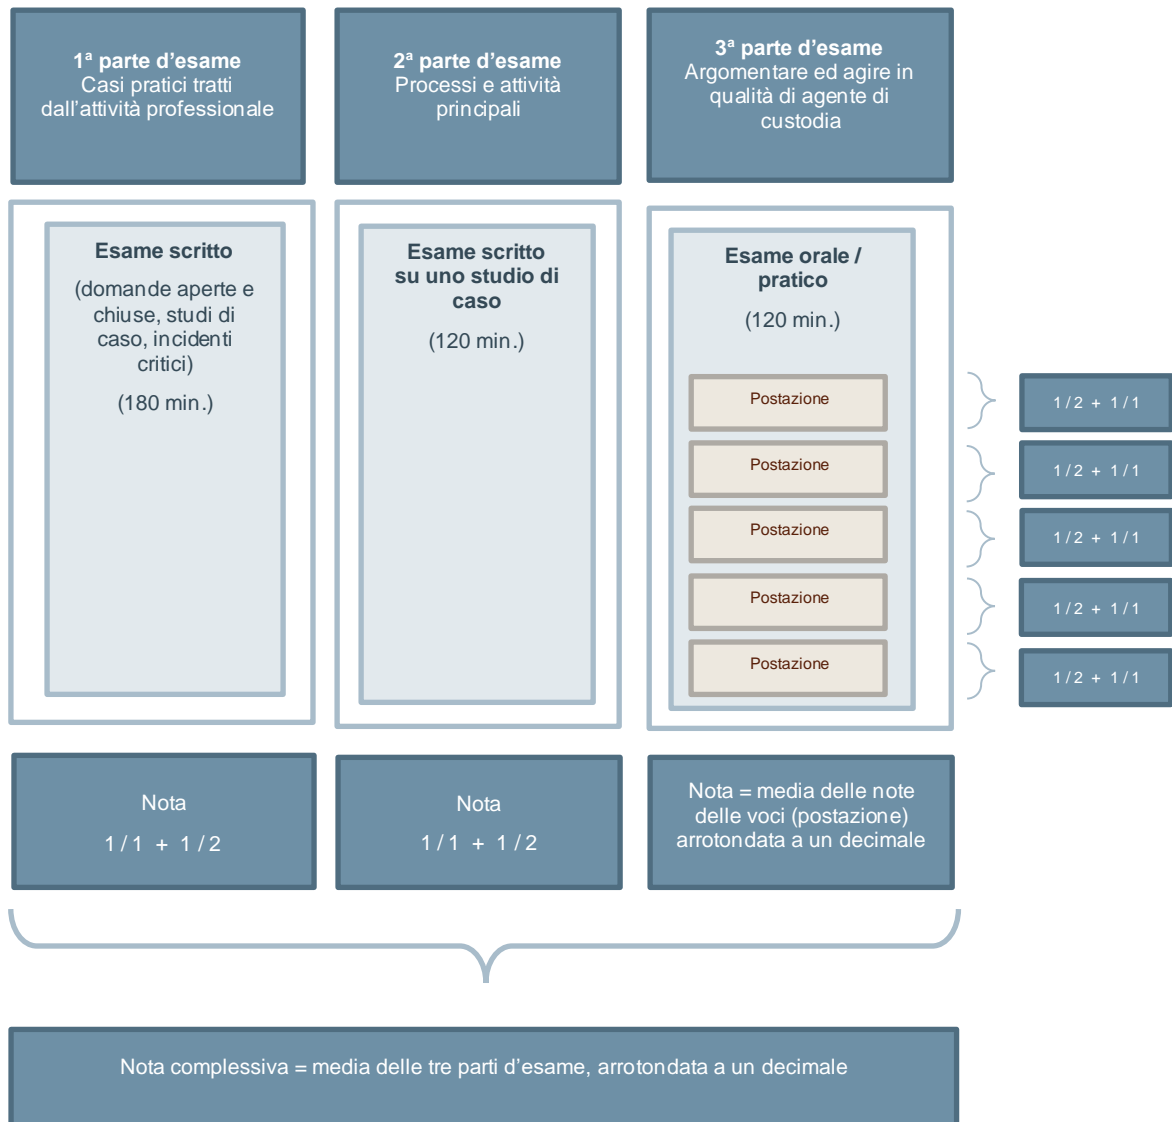 1ª parte d'esame
Casi pratici tratti
dall'attività professionale
2ª parte d'esame
Processi e attività
principali
3ª parte d'esame
Argomentare ed agire in
qualità di agente di
custodia
Esame scritto
(domande aperte e
chiuse, studi di
caso, incidenti
critici)
(180 min.)
Esame scritto
su uno studio di
caso
(120 min.)
Esame orale /
pratico
(120 min.)
Postazione
1/2 + 1/1
Postazione
1/2 + 1/1
Postazione
1/2 + 1/1
Postazione
1/2 + 1/1
Postazione
1/2 + 1/1
Nota
1/1 + 1/2
Nota
1/1 + 1/2
Nota = media delle note
delle voci (postazione)
arrotondata a un decimale
Nota complessiva = media delle tre parti d'esame, arrotondata a un decimale